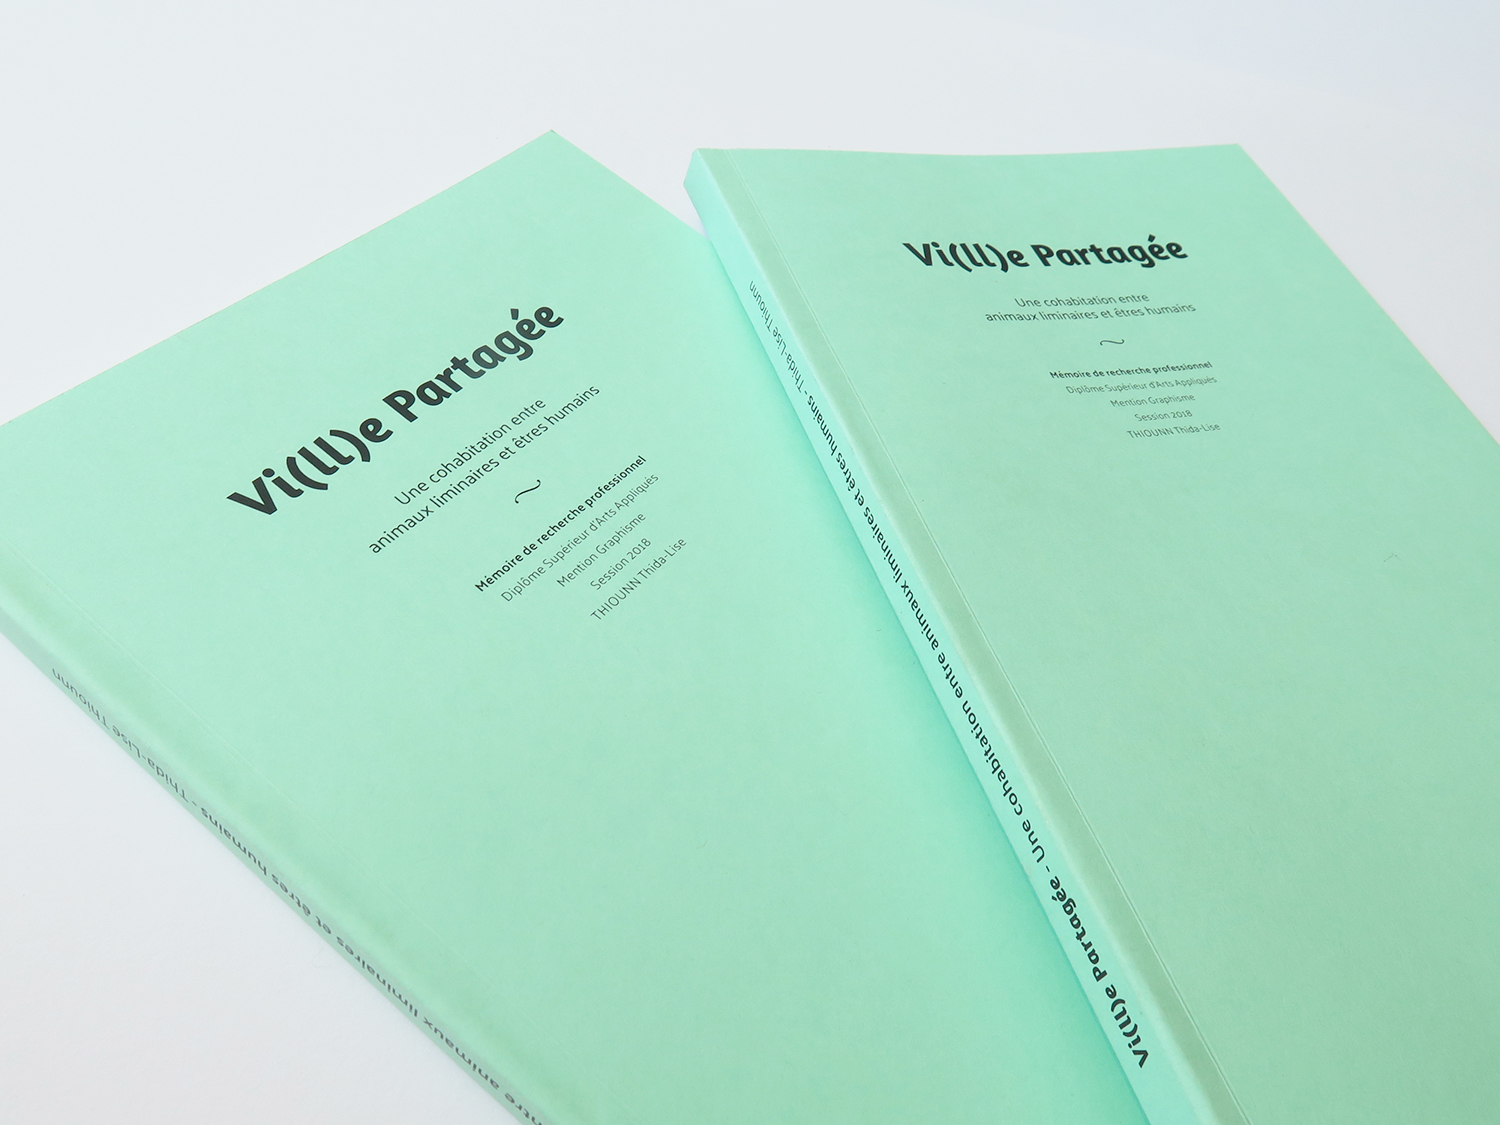 Vi(ll)e Partagée
Une cohabitation entre
animaux liminaires et êtres humains
Mémoire de recherche professionnel
Diplôme Supérieur d'Arts Appliqués
Mention Graphisme
Session 2018
THIOUNN Thida-Lise
ntre animaux liminaires et êtres humains - Thida-Lise Thiounn
Vi(ll)e Partagée
Une cohabitation entre
animaux liminaires et êtres humains
Mémoire de recherche professionnel
Diplôme Supérieur d'Arts Appliqués
Mention Graphisme
Session 2018
THIOUNN Thida-Lise
Vi(ll)e Partagée - Une cohabitation entre animaux liminaires et êtres humains - Thida-Lise Thiounn